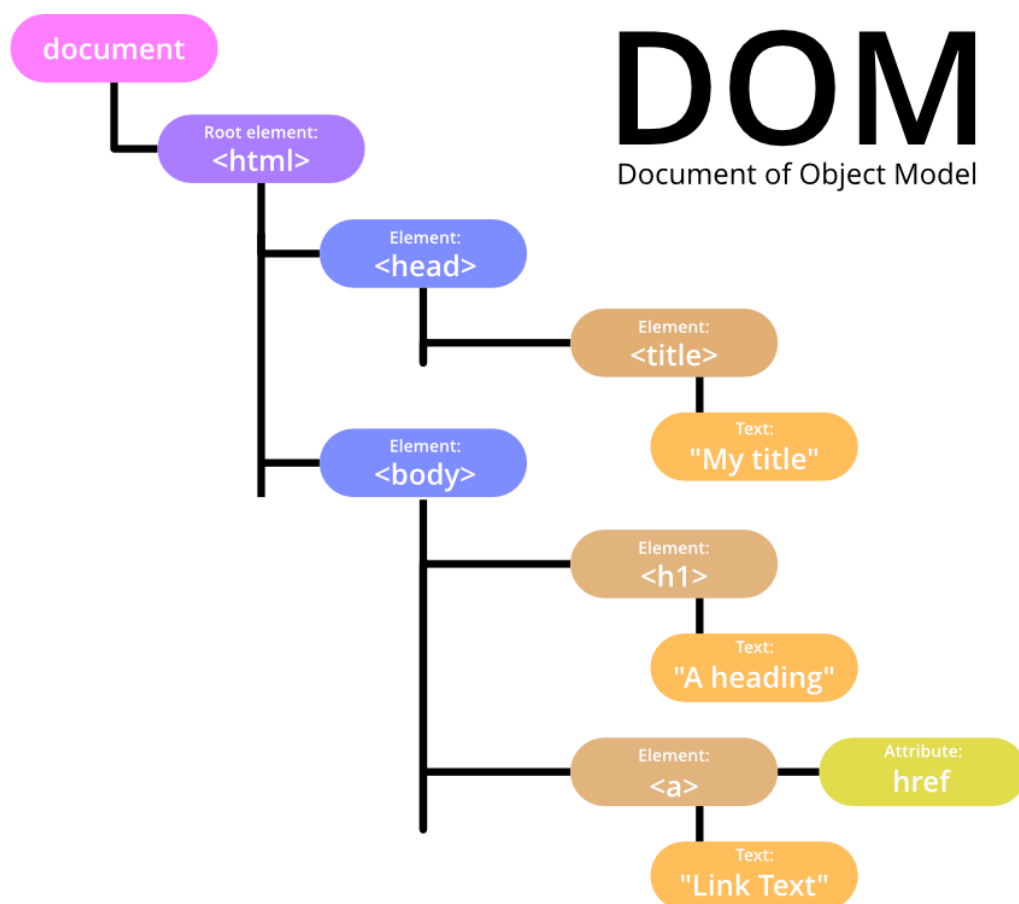 document
DOM
Document of Object Model
Root element:
<html>
Element:
<head>
Element:
<title>
Text:
"My title"
Element:
<body>
Element:
<h1>
Text:
"A heading"
Element:
<a>
Attribute:
href
Text:
"Link Text"